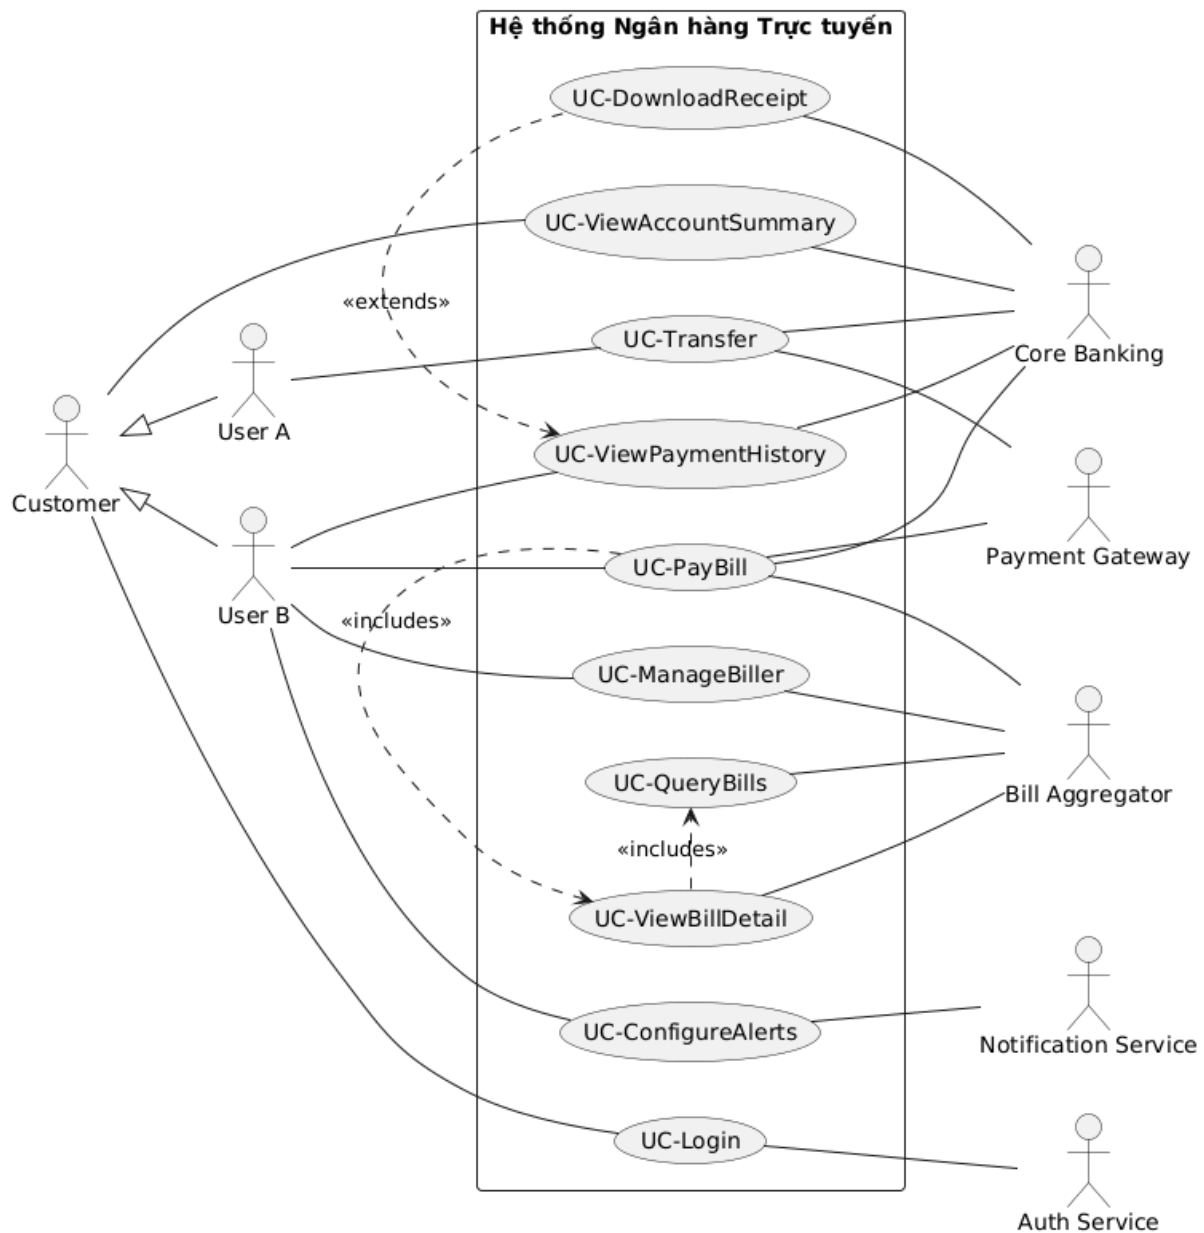 Hệ thống Ngân hàng Trực tuyến
UC-DownloadReceipt
UC-ViewAccountSummary
«extends»
UC-Transfer
Core Banking
User A
UC-ViewPaymentHistory
Customer
Payment Gateway
UC-PayBill
User B
«includes»
UC-ManageBiller
UC-QueryBills
Bill Aggregator
«includes»
UC-ViewBillDetail
UC-ConfigureAlerts
Notification Service
UC-Login
Auth Service